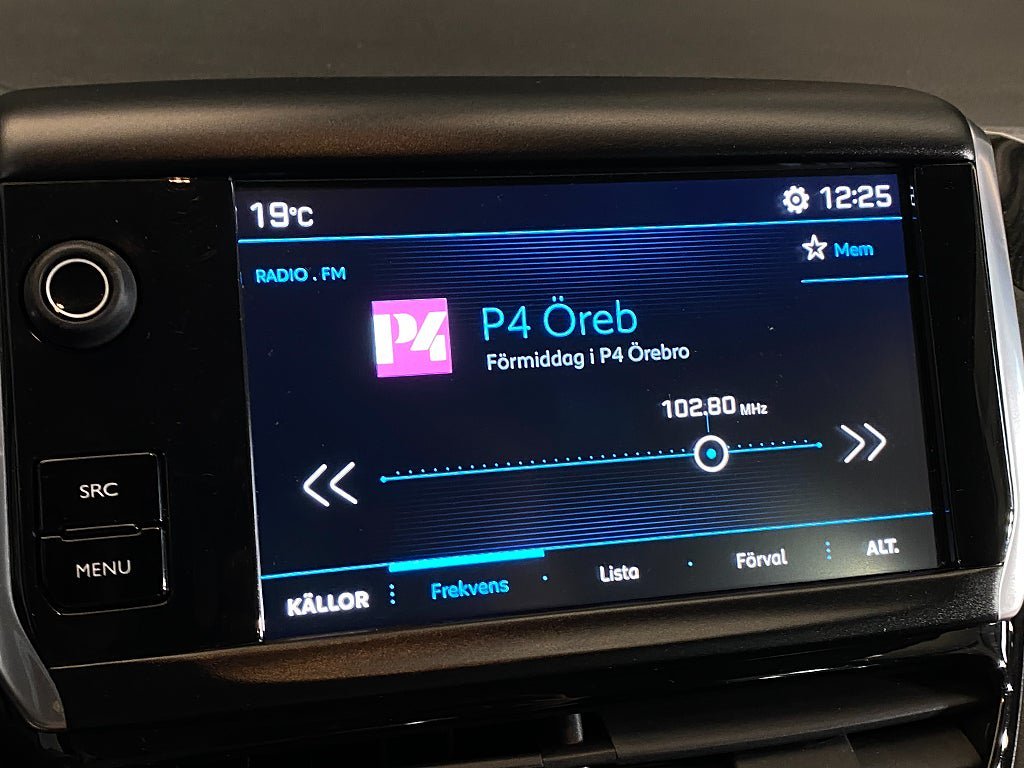 19°C
12:25
RADIO . FM
Mem
P4
P4 Öreb
Förmiddag i P4 Örebro
102.80 MHz
SRC
MENU
KÄLLOR
Frekvens
Lista
Förval
ALT.